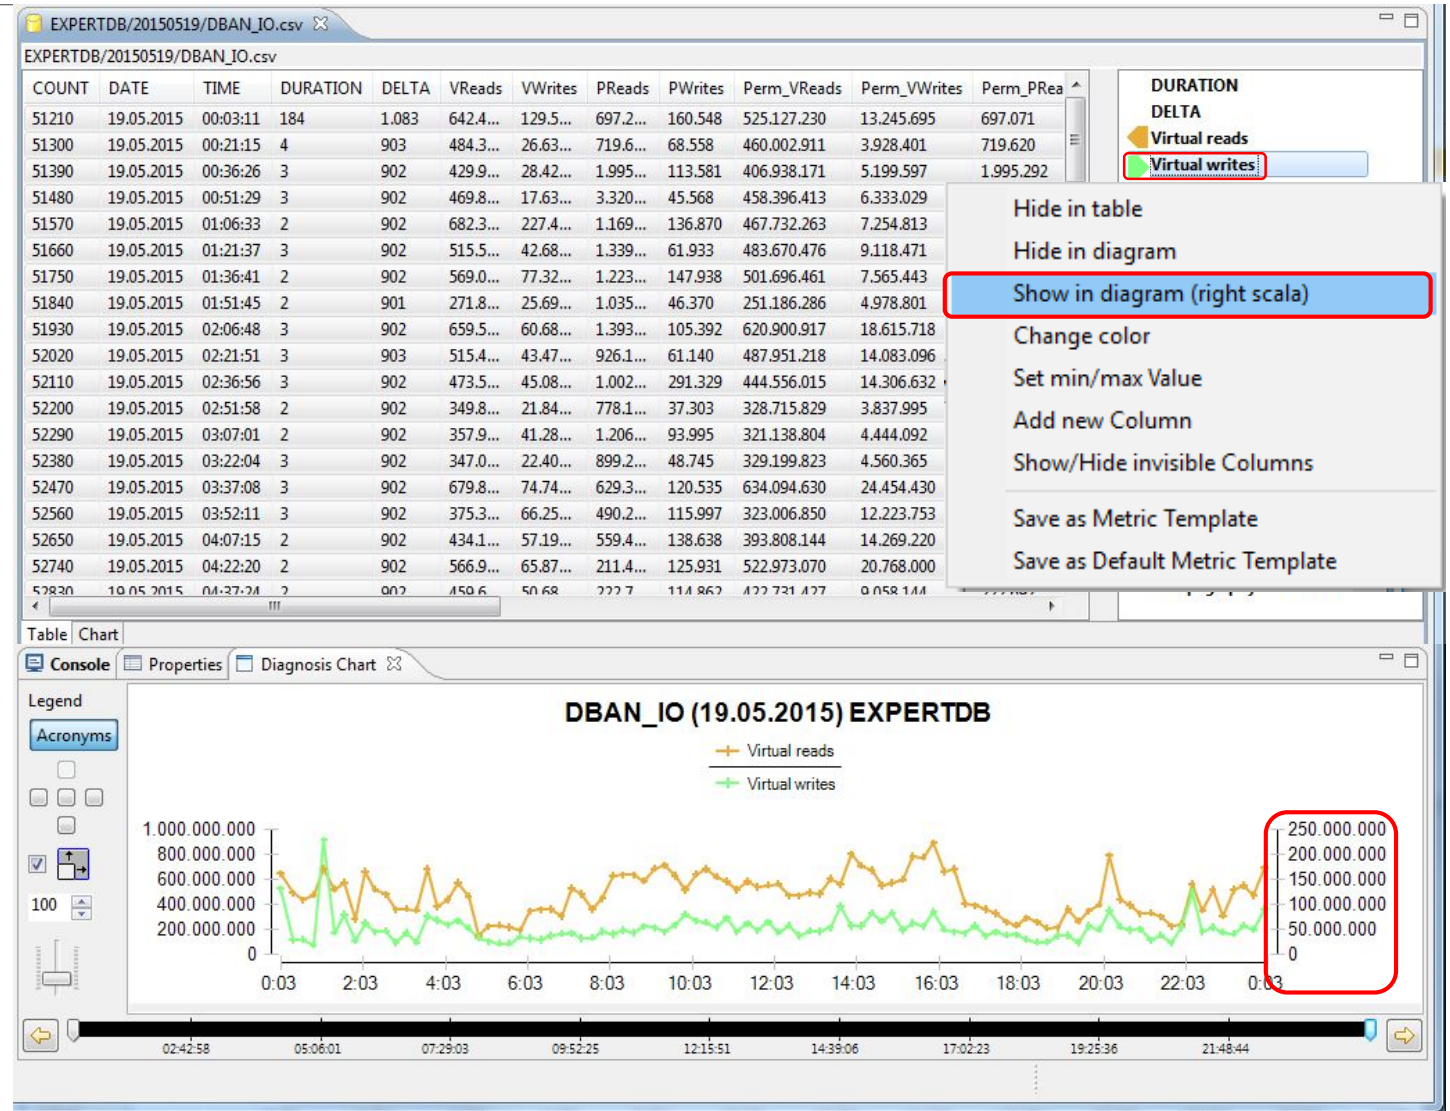 EXPERTDB/20150519/DBAN_IO.csv
EXPERTDB/20150519/DBAN_IO.csv
COUNT DATE TIME DURATION DELTA VReads VWrites PReads PWrites Perm_VReads Perm_VWrites Perm_PRea
51210 19.05.2015 00:03:11 184 1.083 642.4... 129.5... 697.2... 160.548 525.127.230 13.245.695 697.071
51300 19.05.2015 00:21:15 4 903 484.3... 26.63... 719.6... 68.558 460.002.911 3.928.401 719.620
51390 19.05.2015 00:36:26 3 902 429.9... 28.42... 1.995... 113.581 406.938.171 5.199.597 1.995.292
51480 19.05.2015 00:51:29 3 902 469.8... 17.63... 3.320... 45.568 458.396.413 6.333.029
51570 19.05.2015 01:06:33 2 902 682.3... 227.4... 1.169... 136.870 467.732.263 7.254.813
51660 19.05.2015 01:21:37 3 902 515.5... 42.68... 1.339... 61.933 483.670.476 9.118.471
51750 19.05.2015 01:36:41 2 902 569.0... 77.32... 1.223... 147.938 501.696.461 7.565.443
51840 19.05.2015 01:51:45 2 901 271.8... 25.69... 1.035... 46.370 251.186.286 4.978.801
51930 19.05.2015 02:06:48 3 902 659.5... 60.68... 1.393... 105.392 620.900.917 18.615.718
52020 19.05.2015 02:21:51 3 903 515.4... 43.47... 926.1... 61.140 487.951.218 14.083.096
52110 19.05.2015 02:36:56 3 902 473.5... 45.08... 1.002... 291.329 444.556.015 14.306.632
52200 19.05.2015 02:51:58 2 902 349.8... 21.84... 778.1... 37.303 328.715.829 3.837.995
52290 19.05.2015 03:07:01 2 902 357.9... 41.28... 1.206... 93.995 321.138.804 4.444.092
52380 19.05.2015 03:22:04 3 902 347.0... 22.40... 899.2... 48.745 329.199.823 4.560.365
52470 19.05.2015 03:37:08 3 902 679.8... 74.74... 629.3... 120.535 634.094.630 24.454.430
52560 19.05.2015 03:52:11 3 902 375.3... 66.25... 490.2... 115.997 323.006.850 12.223.753
52650 19.05.2015 04:07:15 2 902 434.1... 57.19... 559.4... 138.638 393.808.144 14.269.220
52740 19.05.2015 04:22:20 2 902 566.9... 65.87... 211.4... 125.931 522.973.070 20.768.000
52830 19.05.2015 04:37:24 2 902 459.6 50.68 222.7 114.862 422.731.427 9.058.144
DURATION
DELTA
Virtual reads
Virtual writes
Hide in table
Hide in diagram
Show in diagram (right scala)
Change color
Set min/max Value
Add new Column
Show/Hide invisible Columns
Save as Metric Template
Save as Default Metric Template
Table Chart
Console Properties Diagnosis Chart
Legend
Acronyms
100
DBAN_IO (19.05.2015) EXPERTDB
Virtual reads
Virtual writes
1.000.000.000
800.000.000
600.000.000
400.000.000
200.000.000
0
250.000.000
200.000.000
150.000.000
100.000.000
50.000.000
0
0:03 2:03 4:03 6:03 8:03 10:03 12:03 14:03 16:03 18:03 20:03 22:03 0:03
02:42:58 05:06:01 07:29:03 09:52:25 12:15:51 14:39:06 17:02:23 19:25:36 21:48:44